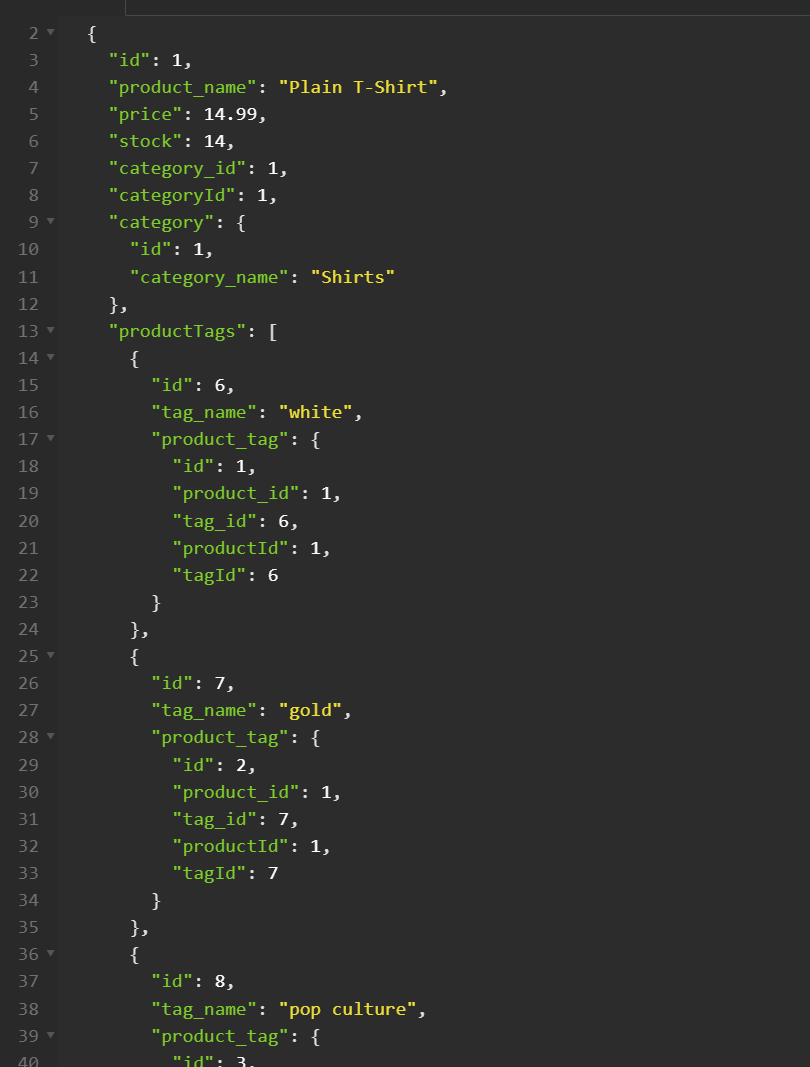 2 {
3 "id": 1,
4 "product_name": "Plain T-Shirt",
5 "price": 14.99,
6 "stock": 14,
7 "category_id": 1,
8 "categoryId": 1,
9 "category": {
10 "id": 1,
11 "category_name": "Shirts"
12 },
13 "productTags": [
14 {
15 "id": 6,
16 "tag_name": "white",
17 "product_tag": {
18 "id": 1,
19 "product_id": 1,
20 "tag_id": 6,
21 "productId": 1,
22 "tagId": 6
23 }
24 },
25 {
26 "id": 7,
27 "tag_name": "gold",
28 "product_tag": {
29 "id": 2,
30 "product_id": 1,
31 "tag_id": 7,
32 "productId": 1,
33 "tagId": 7
34 }
35 },
36 {
37 "id": 8,
38 "tag_name": "pop culture",
39 "product_tag": {
40 "id": 3,